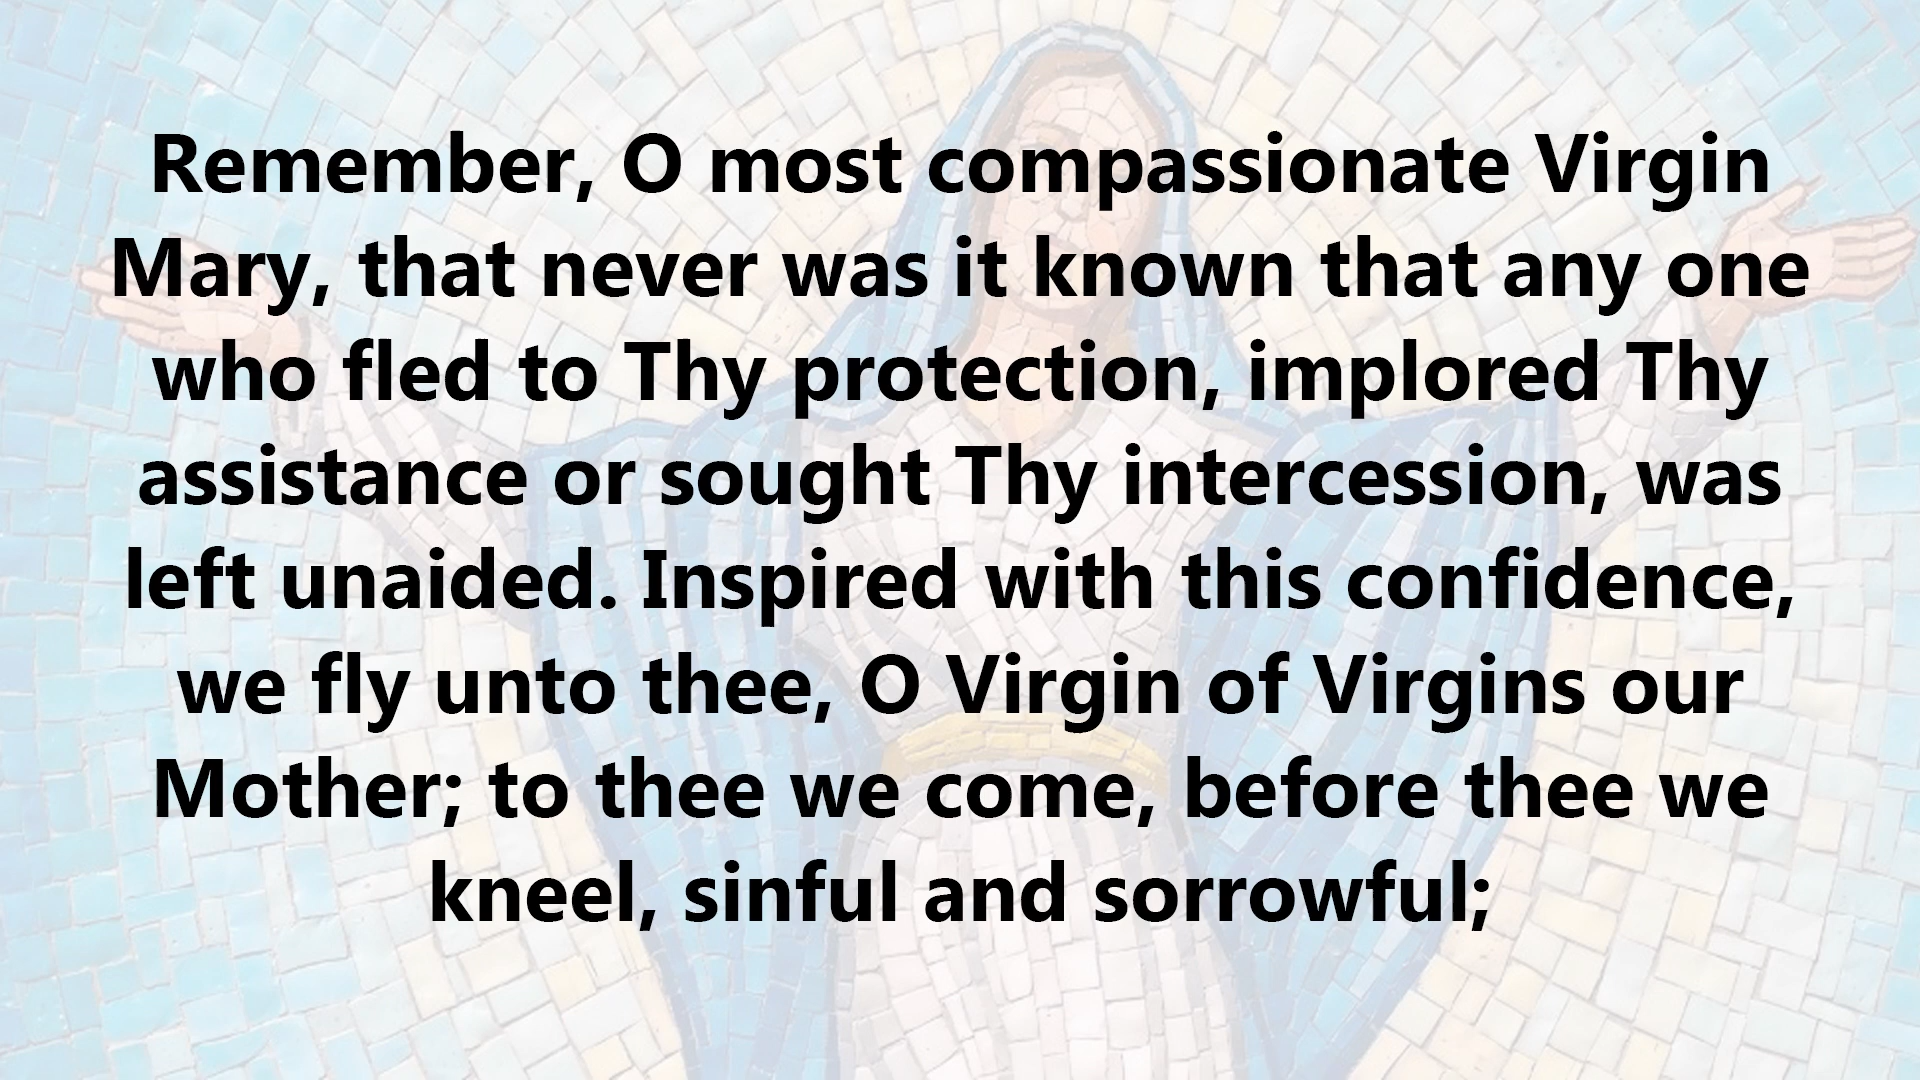 Remember, O most compassionate Virgin
Mary, that never was it known that any one
who fled to Thy protection, implored Thy
assistance or sought Thy intercession, was
left unaided. Inspired with this confidence,
we fly unto thee, O Virgin of Virgins our
Mother; to thee we come, before thee we
kneel, sinful and sorrowful;